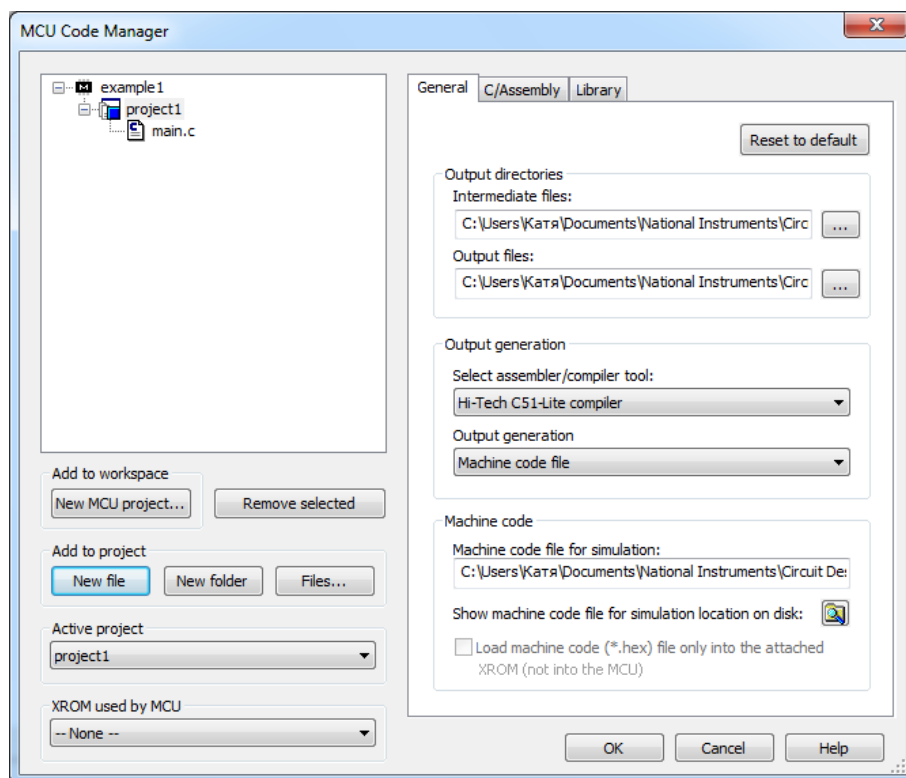 MCU Code Manager
example1
project1
main.c
Add to workspace
New MCU project...
Remove selected
Add to project
New file
New folder
Files...
Active project
project1
XROM used by MCU
-- None --
General
C/Assembly
Library
Reset to default
Output directories
Intermediate files:
C:\Users\Катя\Documents\National Instruments\Circ
...
Output files:
C:\Users\Катя\Documents\National Instruments\Circ
...
Output generation
Select assembler/compiler tool:
Hi-Tech C51-Lite compiler
Output generation
Machine code file
Machine code
Machine code file for simulation:
C:\Users\Катя\Documents\National Instruments\Circuit De:
Show machine code file for simulation location on disk:
Load machine code (*.hex) file only into the attached
XROM (not into the MCU)
OK
Cancel
Help